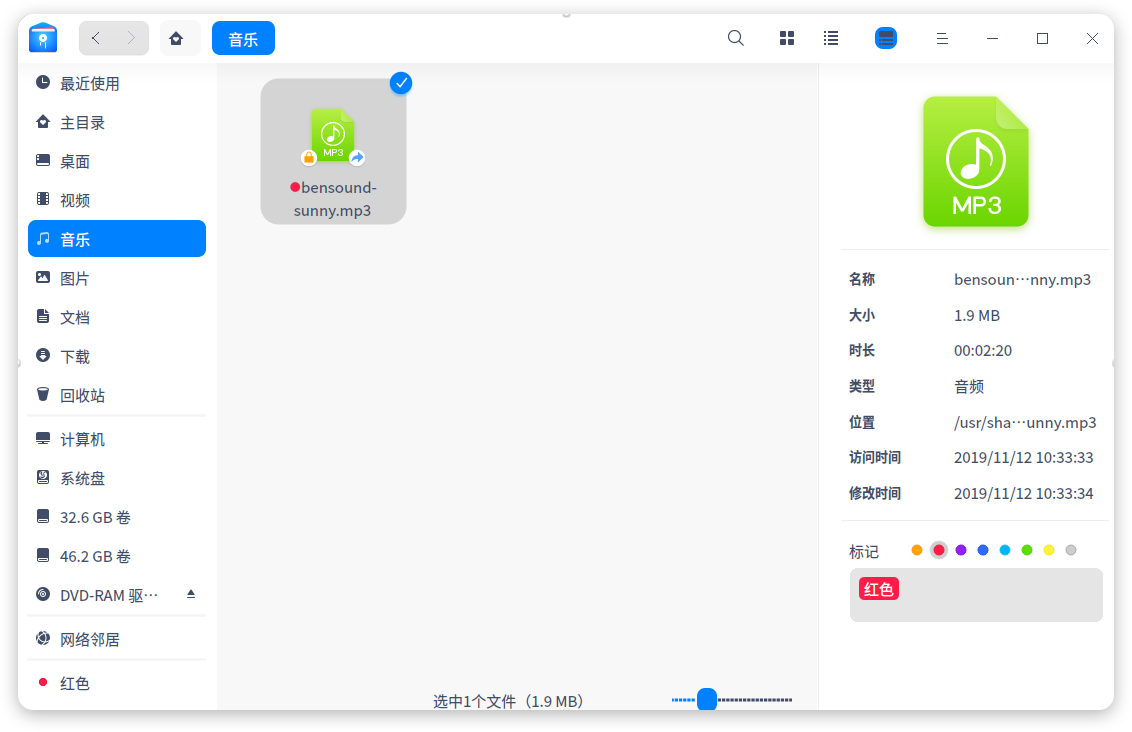 音乐
最近使用
主目录
桌面
视频
音乐
图片
文档
下载
回收站
计算机
系统盘
32.6 GB 卷
46.2 GB 卷
DVD-RAM 驱⋯
网络邻居
红色
MP3
bensound-
sunny.mp3
选中1个文件（1.9 MB）
MP3
名称 bensoun⋯nny.mp3
大小 1.9 MB
时长 00:02:20
类型 音频
位置 /usr/sha⋯unny.mp3
访问时间 2019/11/12 10:33:33
修改时间 2019/11/12 10:33:34
标记
红色